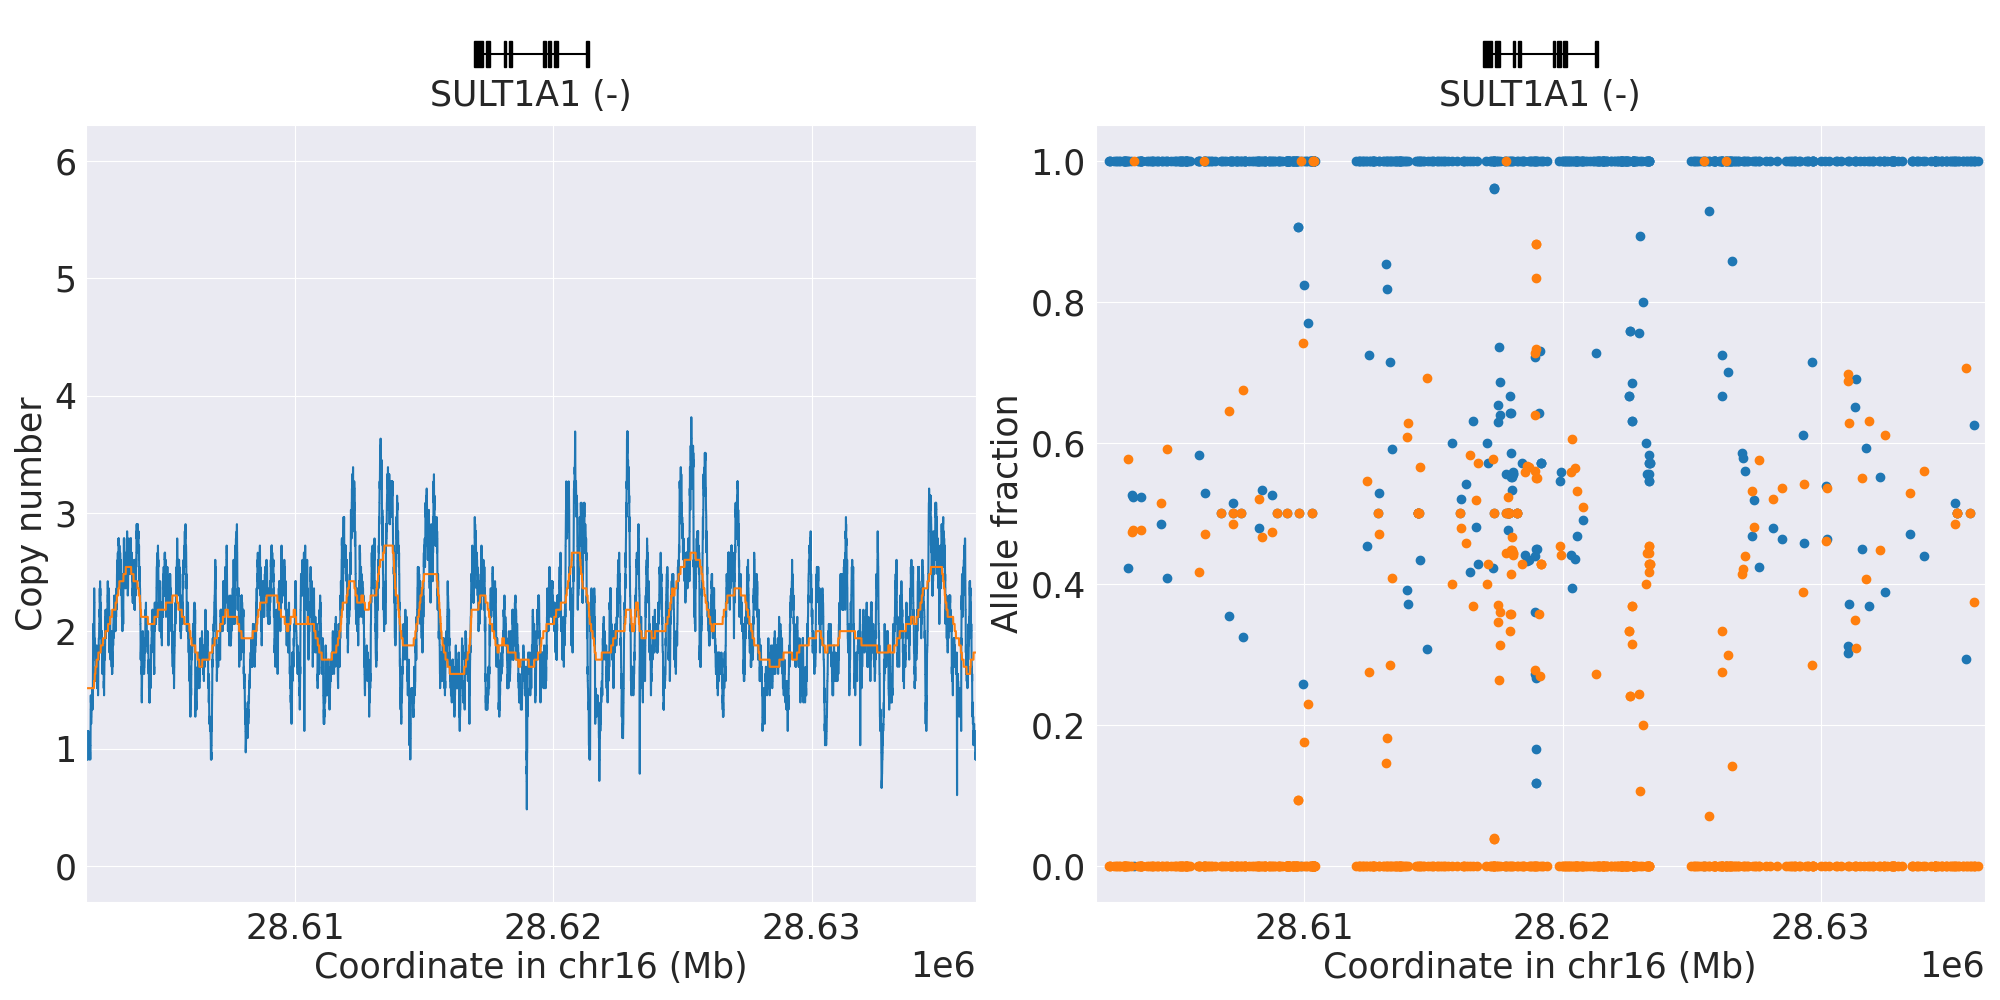 SULT1A1 (-)
6
5
4
3
2
1
0
Copy number
28.61 28.62 28.63
Coordinate in chr16 (Mb) 1e6
SULT1A1 (-)
1.0
0.8
0.6
0.4
0.2
0.0
Allele fraction
28.61 28.62 28.63
Coordinate in chr16 (Mb) 1e6